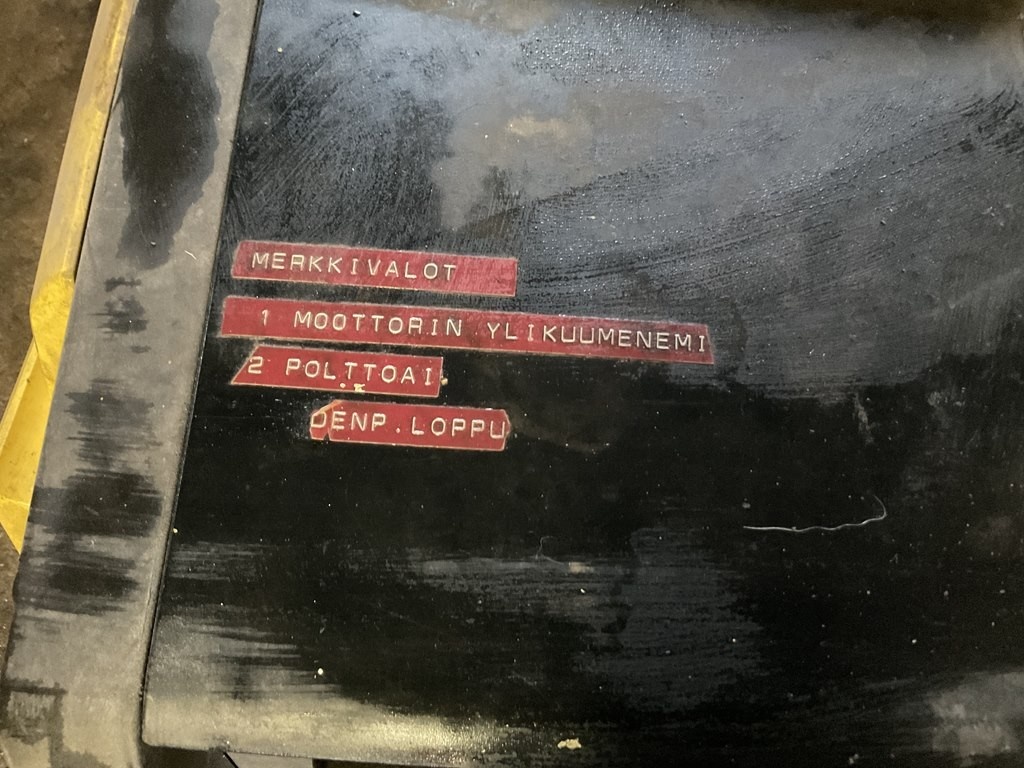 MERKKIVALOT
1 MOOTTORIN YLIKUUMENEMI
2 POLTTOAI
DENP.LOPPU